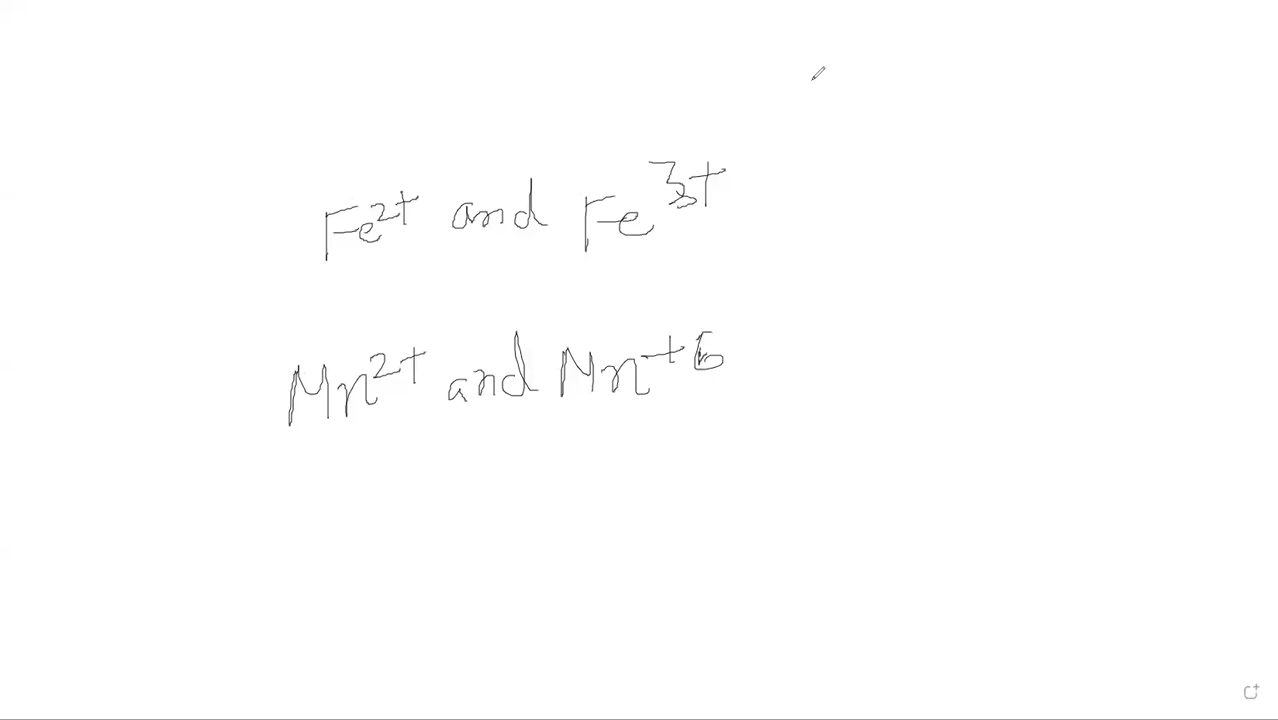 Fe²⁺ and Fe³⁺
Mn²⁺ and Mn⁺⁶